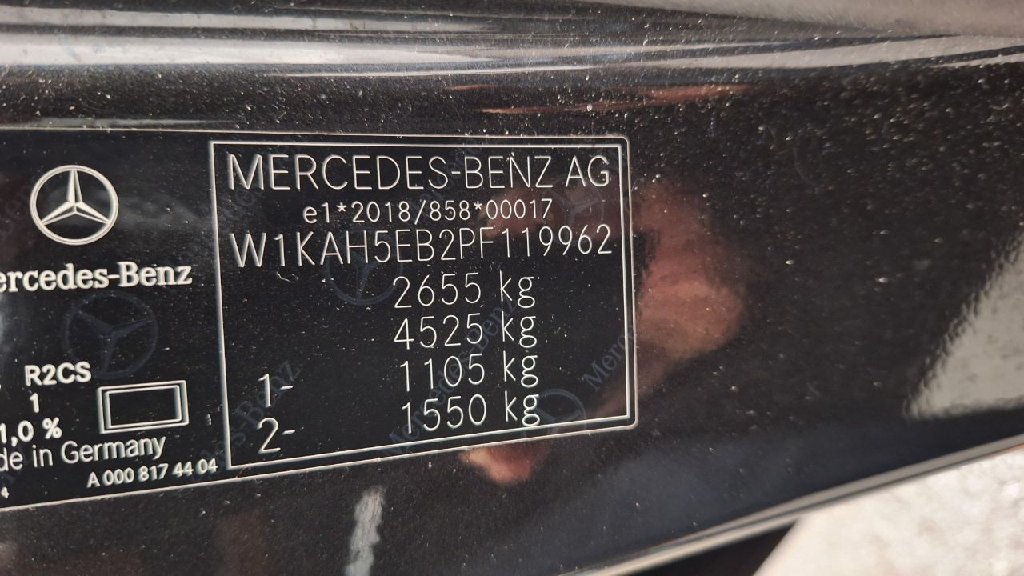 MERCEDES-BENZ AG
e1*2018/858*00017
W1KAH5EB2PF119962
2655 kg
4525 kg
1- 1105 kg
2- 1550 kg
ercedes-Benz
R2CS
1
1,0 %
de in Germany
A 000 817 44 04